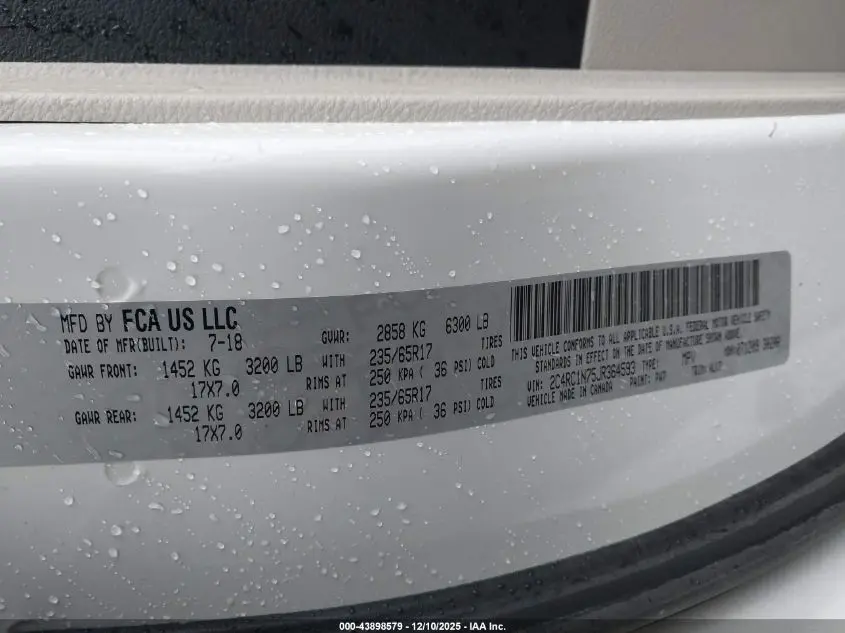 MFD BY FCA US LLC
DATE OF MFR(BUILT): 7-18
GVWR: 2858 KG 6300 LB
GAWR FRONT: 1452 KG 3200 LB WITH 235/65R17 TIRES
17X7.0 RIMS AT 250 KPA ( 36 PSI) COLD
GAWR REAR: 1452 KG 3200 LB WITH 235/65R17 TIRES
17X7.0 RIMS AT 250 KPA ( 36 PSI) COLD
THIS VEHICLE CONFORMS TO ALL APPLICABLE U.S.A. FEDERAL MOTOR VEHICLE SAFETY
STANDARDS IN EFFECT ON THE DATE OF MANUFACTURE SHOWN ABOVE.
VIN: 2C4RC1N75JR364593 TYPE: MPV
VEHICLE MADE IN CANADA PAINT: PW7
000-43898579 - 12/10/2025 - IAA Inc.